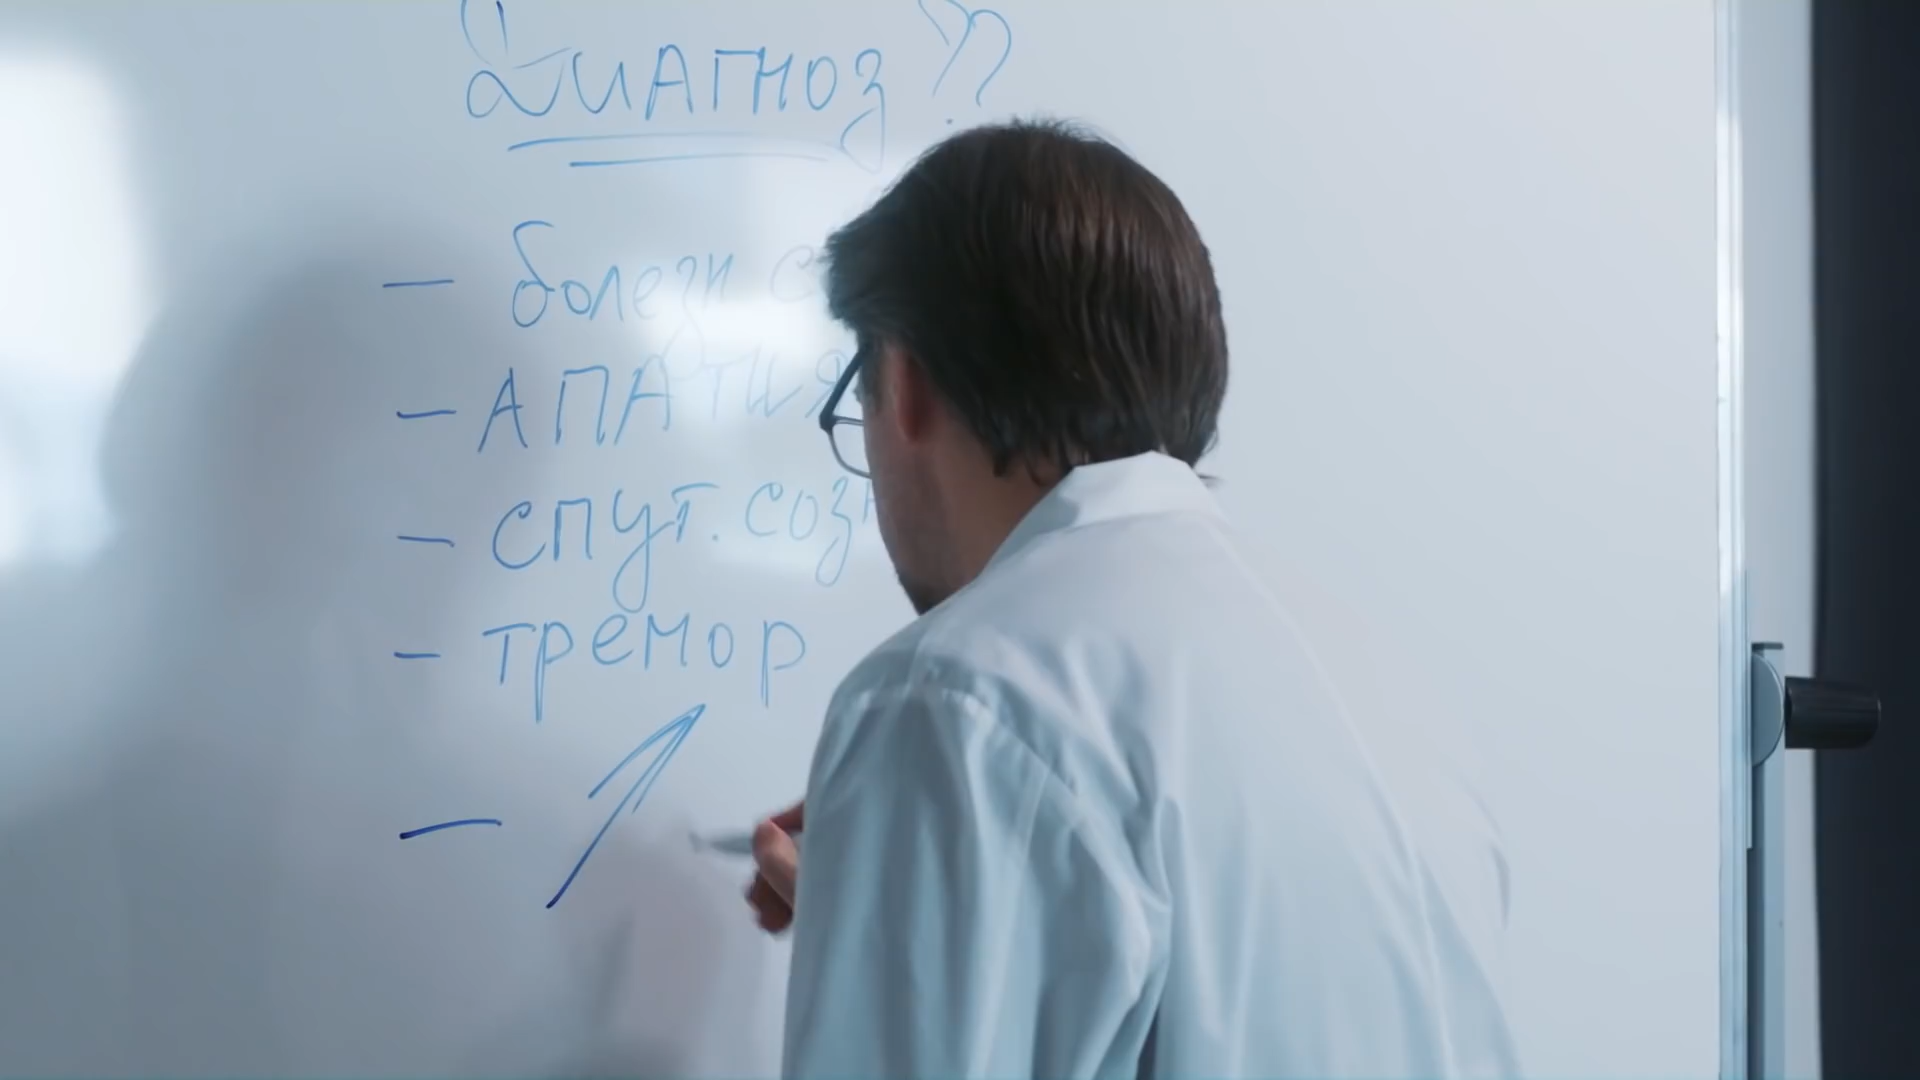 Диагноз??
- болезн
- АПАТИЯ
- спут. созн
- тремор
-